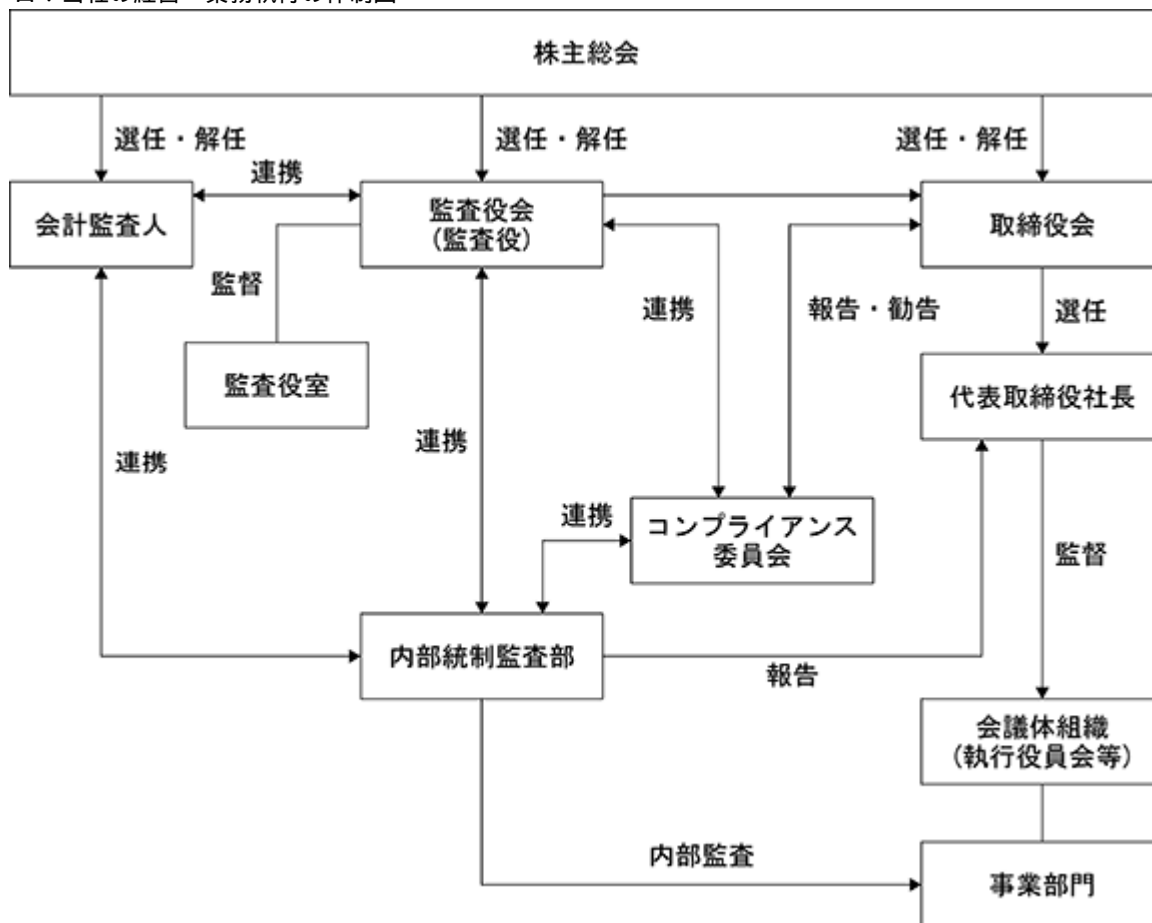 株主総会
選任・解任
選任・解任
選任・解任
連携
会計監査人
監査役会
(監査役)
取締役会
監督
連携
報告・勧告
選任
監査役室
代表取締役社長
連携
連携
連携
コンプライアンス
委員会
監督
内部統制監査部
報告
会議体組織
(執行役員会等)
内部監査
事業部門